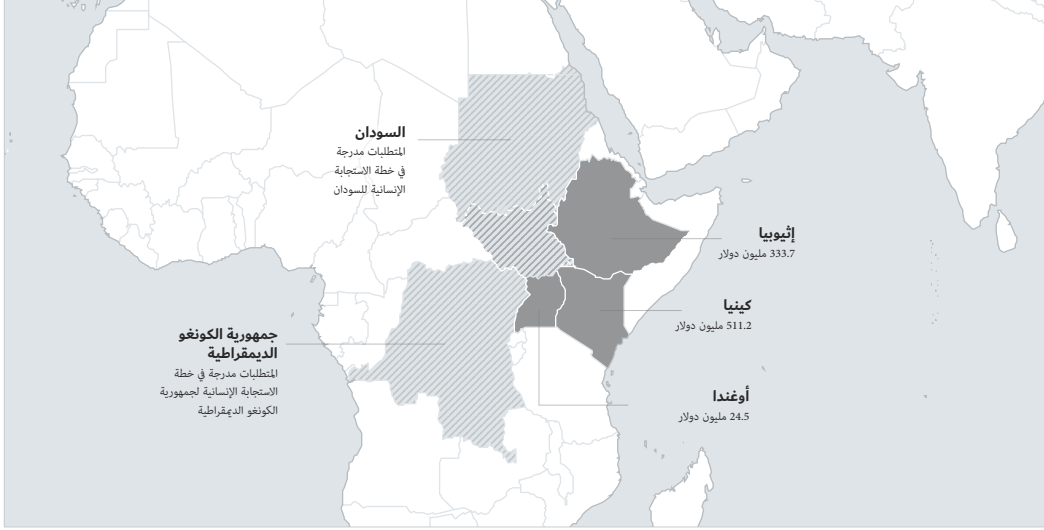 السودان
المتطلبات مدرجة
في خطة الاستجابة
الإنسانية للسودان
إثيوبيا
333.7 مليون دولار
كينيا
511.2 مليون دولار
جمهورية الكونغو
الديمقراطية
المتطلبات مدرجة في خطة
الاستجابة الإنسانية لجمهورية
الكونغو الديمقراطية
أوغندا
24.5 مليون دولار